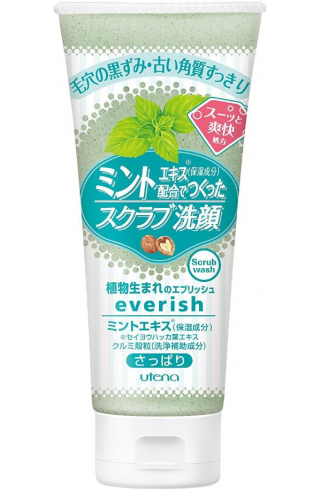 毛穴の黒ずみ・古い角質すっきり
スーッと
爽快
処方
ミントエキス※(保湿成分)
配合でつくった
スクラブ洗顔
Scrub
wash
植物生まれのエブリッシュ
everish
ミントエキス※(保湿成分)
※セイヨウハッカ葉エキス
クルミ殻粒(洗浄補助成分)
さっぱり
utena